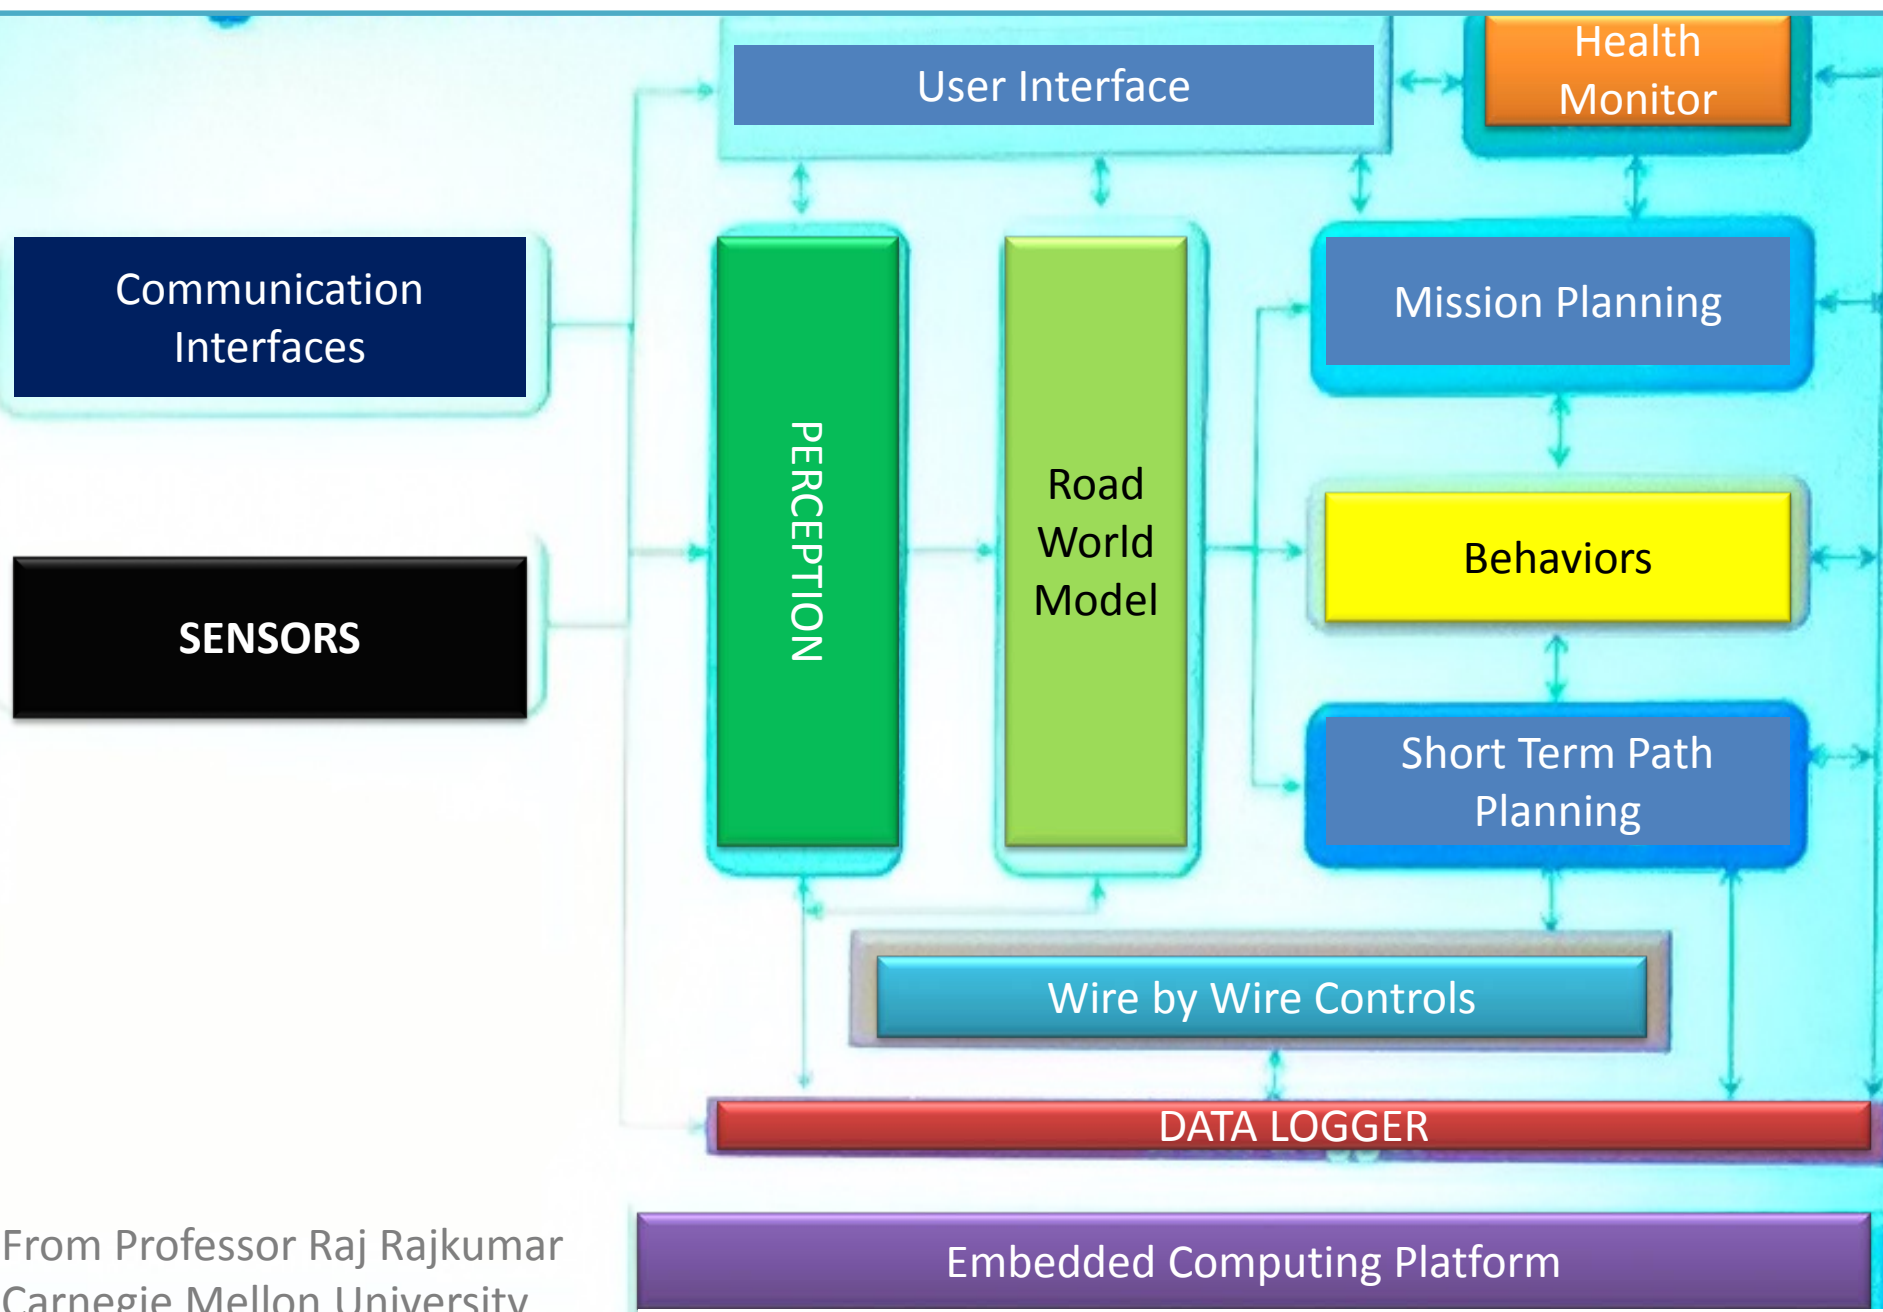 User Interface
Health
Monitor
Communication
Interfaces
Mission Planning
PERCEPTION
Road
World
Model
Behaviors
SENSORS
Short Term Path
Planning
Wire by Wire Controls
DATA LOGGER
Embedded Computing Platform
From Professor Raj Rajkumar
Carnegie Mellon University